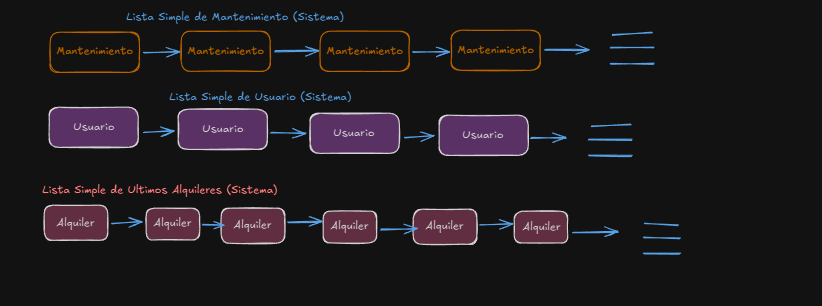 Lista Simple de Mantenimiento (Sistema)
Mantenimiento Mantenimiento Mantenimiento Mantenimiento
Lista Simple de Usuario (Sistema)
Usuario Usuario Usuario Usuario
Lista Simple de Ultimos Alquileres (Sistema)
Alquiler Alquiler Alquiler Alquiler Alquiler Alquiler